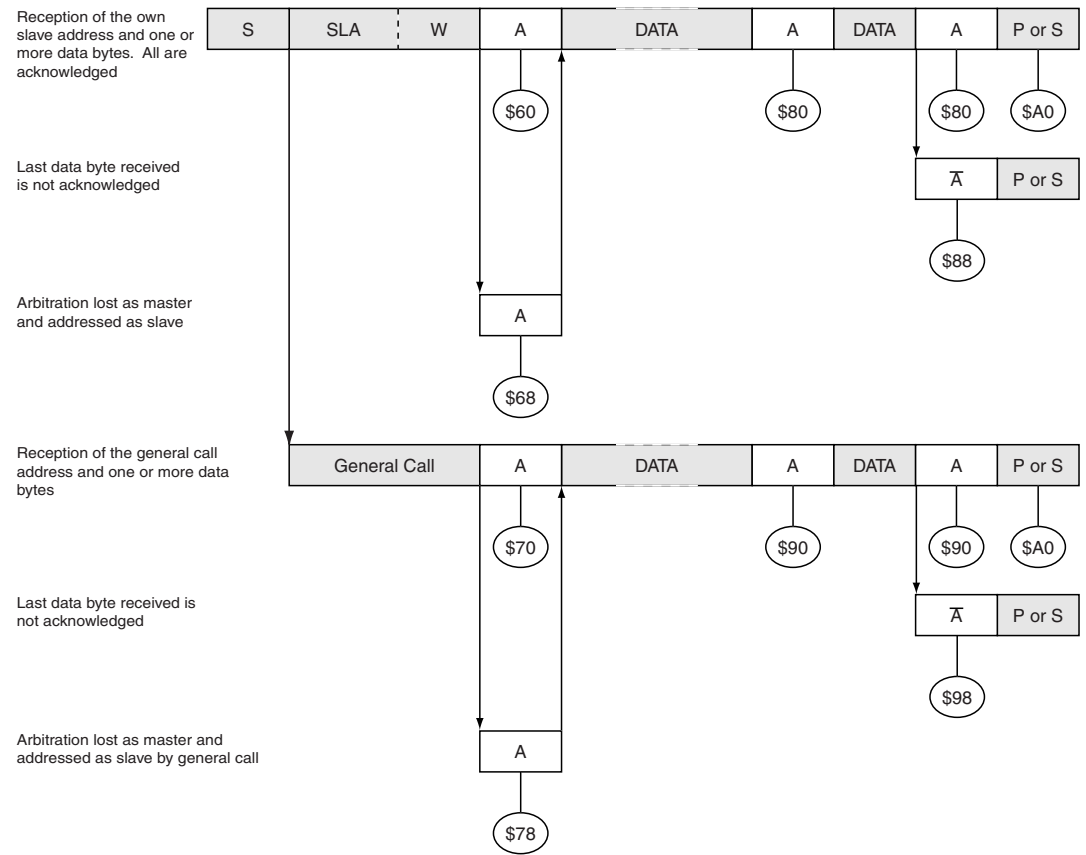 Reception of the own
slave address and one or
more data bytes. All are
acknowledged
S SLA W A DATA A DATA A P or S
$60 $80 $80 $A0
Last data byte received
is not acknowledged
A̅ P or S
$88
Arbitration lost as master
and addressed as slave
A
$68
Reception of the general call
address and one or more data
bytes
General Call A DATA A DATA A P or S
$70 $90 $90 $A0
Last data byte received is
not acknowledged
A̅ P or S
$98
Arbitration lost as master and
addressed as slave by general call
A
$78